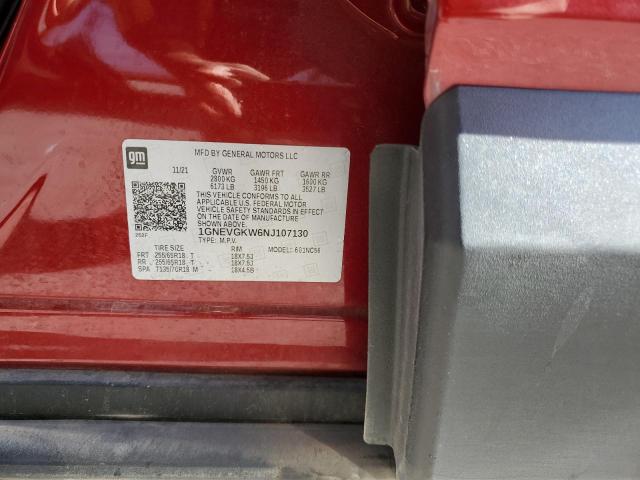 gm
MFD BY GENERAL MOTORS LLC
11/21 GVWR GAWR FRT GAWR RR
2800 KG 1450 KG 1600 KG
6173 LB 3196 LB 3527 LB
THIS VEHICLE CONFORMS TO ALL
APPLICABLE U.S. FEDERAL MOTOR
VEHICLE SAFETY STANDARDS IN EFFECT
ON THE DATE OF MANUFACTURE
SHOWN ABOVE.
1GNEVGKW6NJ107130
TYPE: M.P.V. MODEL:
TIRE SIZE RIM
FRT 255/65R18 T 18X7.5J
RR 255/65R18 T 18X7.5J
SPA T135/70R18 M 18X4.5B